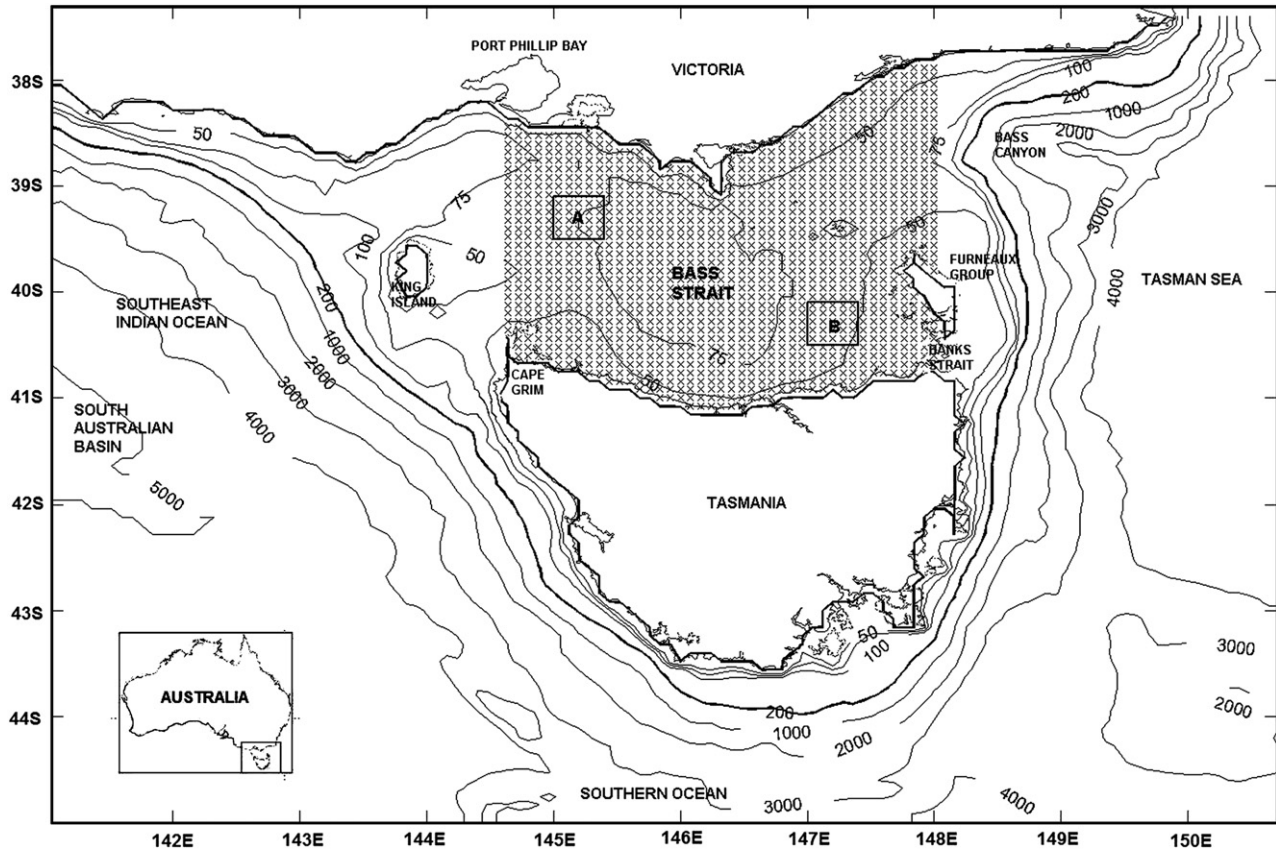 PORT PHILLIP BAY
VICTORIA
38S
100
50
50
200
1000
75
2000
BASS
CANYON
39S
75
3000
A
50
100
50
KING
ISLAND
BASS
STRAIT
FURNEAUX
GROUP
4000
TASMAN SEA
40S
SOUTHEAST
INDIAN OCEAN
200
1000
B
2000
75
BANKS
STRAIT
3000
50
CAPE
GRIM
41S
SOUTH
AUSTRALIAN
BASIN
4000
5000
42S
TASMANIA
43S
50
100
3000
AUSTRALIA
44S
200
1000
2000
2000
SOUTHERN OCEAN
3000
4000
142E 143E 144E 145E 146E 147E 148E 149E 150E